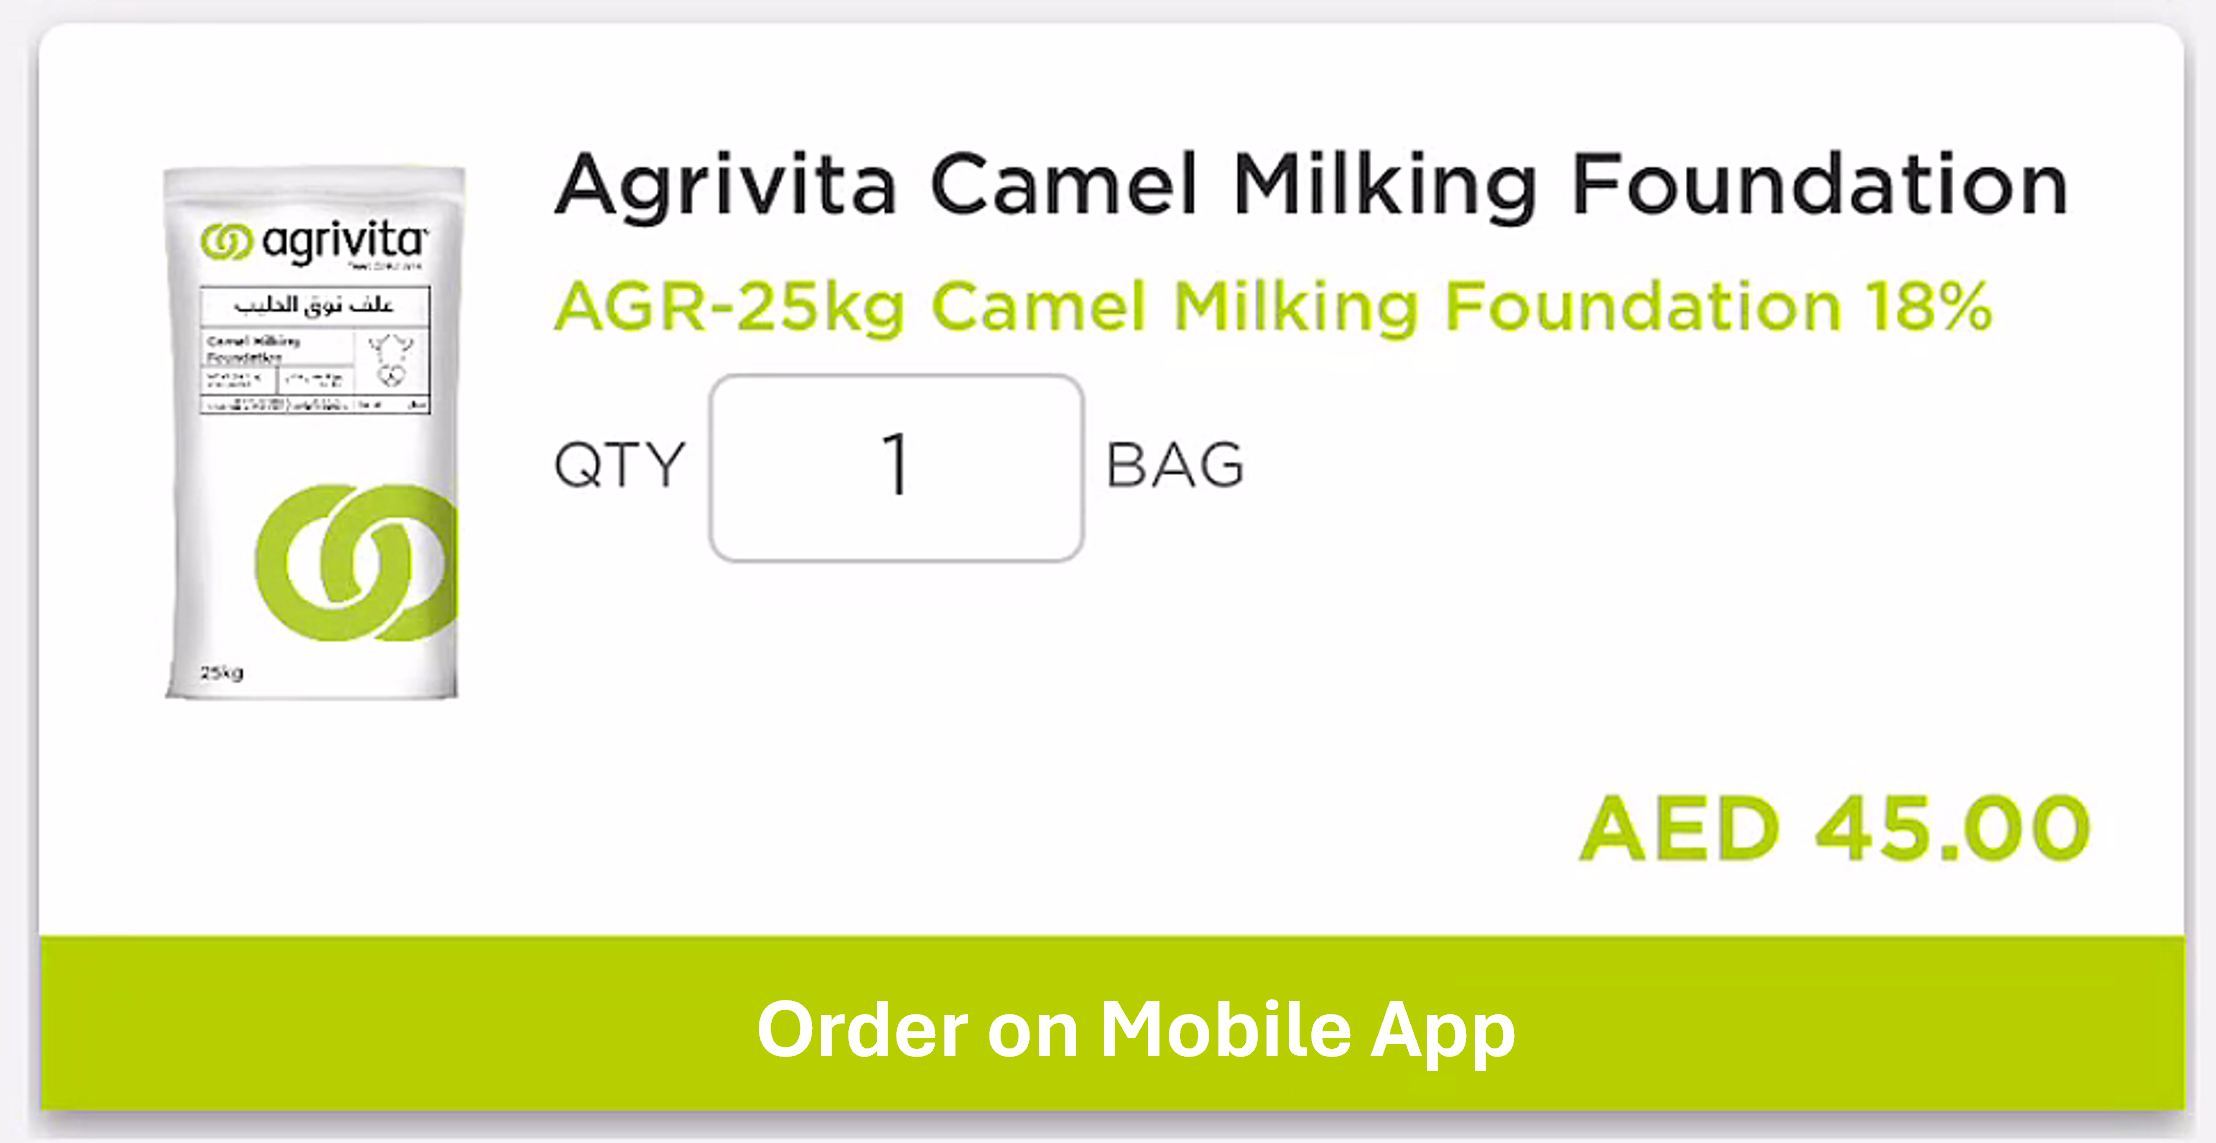 Agrivita Camel Milking Foundation
AGR-25kg Camel Milking Foundation 18%
QTY 1 BAG
AED 45.00
Order on Mobile App
agrivita
علف نوق الحليب
Camel Milking
Foundation
25kg